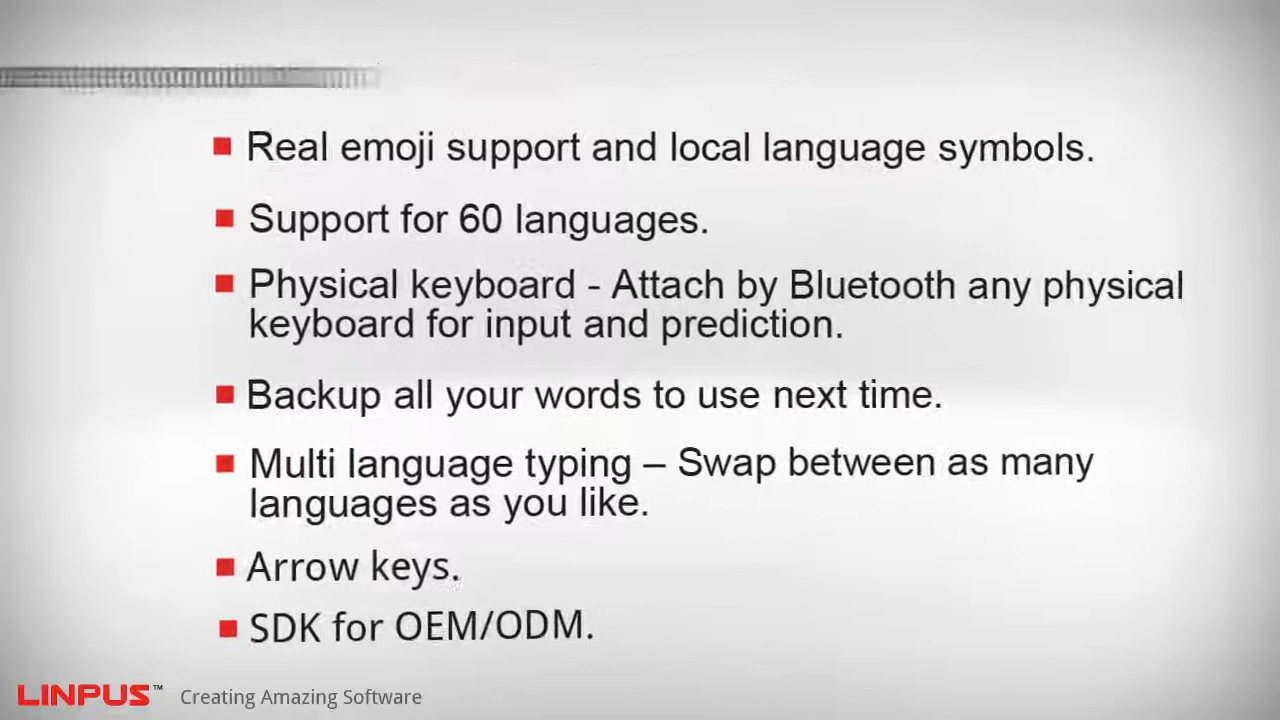 Real emoji support and local language symbols.
Support for 60 languages.
Physical keyboard - Attach by Bluetooth any physical
keyboard for input and prediction.
Backup all your words to use next time.
Multi language typing – Swap between as many
languages as you like.
Arrow keys.
SDK for OEM/ODM.
LINPUS™ Creating Amazing Software